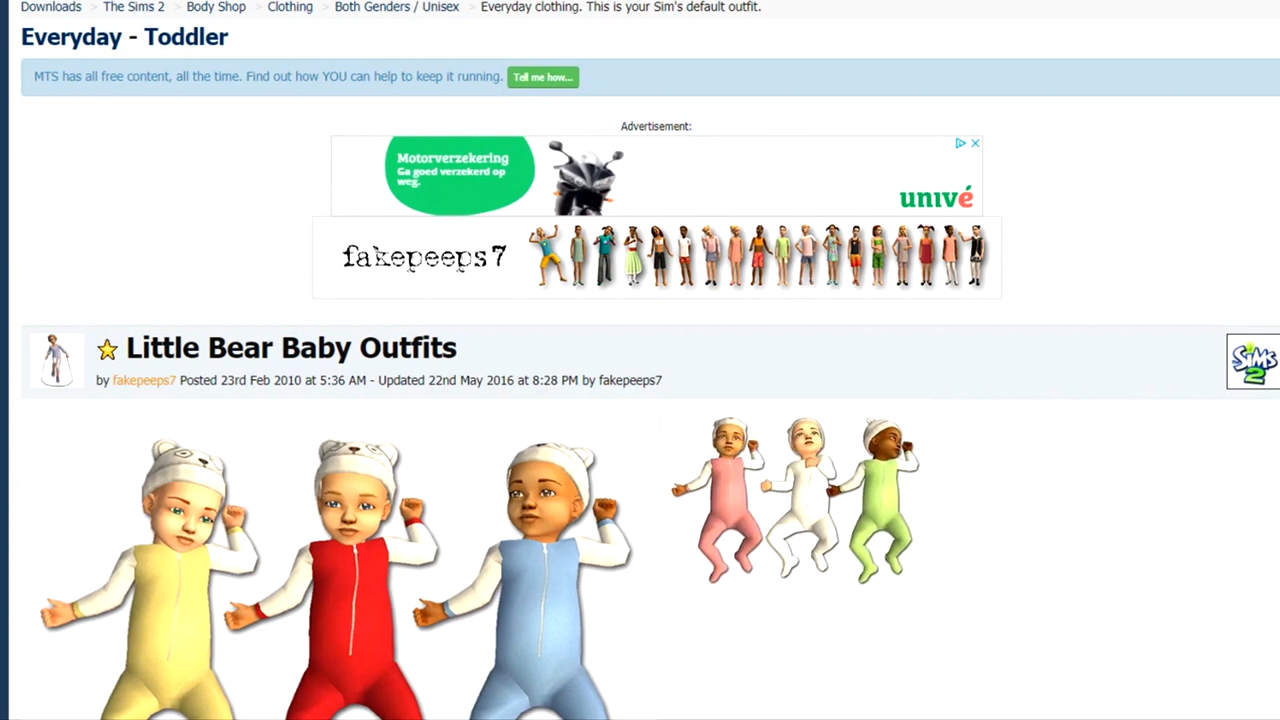 Downloads > The Sims 2 > Body Shop > Clothing > Both Genders / Unisex > Everyday clothing. This is your Sim's default outfit.
Everyday - Toddler
MTS has all free content, all the time. Find out how YOU can help to keep it running. Tell me how...
Advertisement:
Motorverzekering
Ga goed verzekerd op
weg.
univé
fakepeeps7
Little Bear Baby Outfits
by fakepeeps7 Posted 23rd Feb 2010 at 5:36 AM - Updated 22nd May 2016 at 8:28 PM by fakepeeps7
The Sims
2